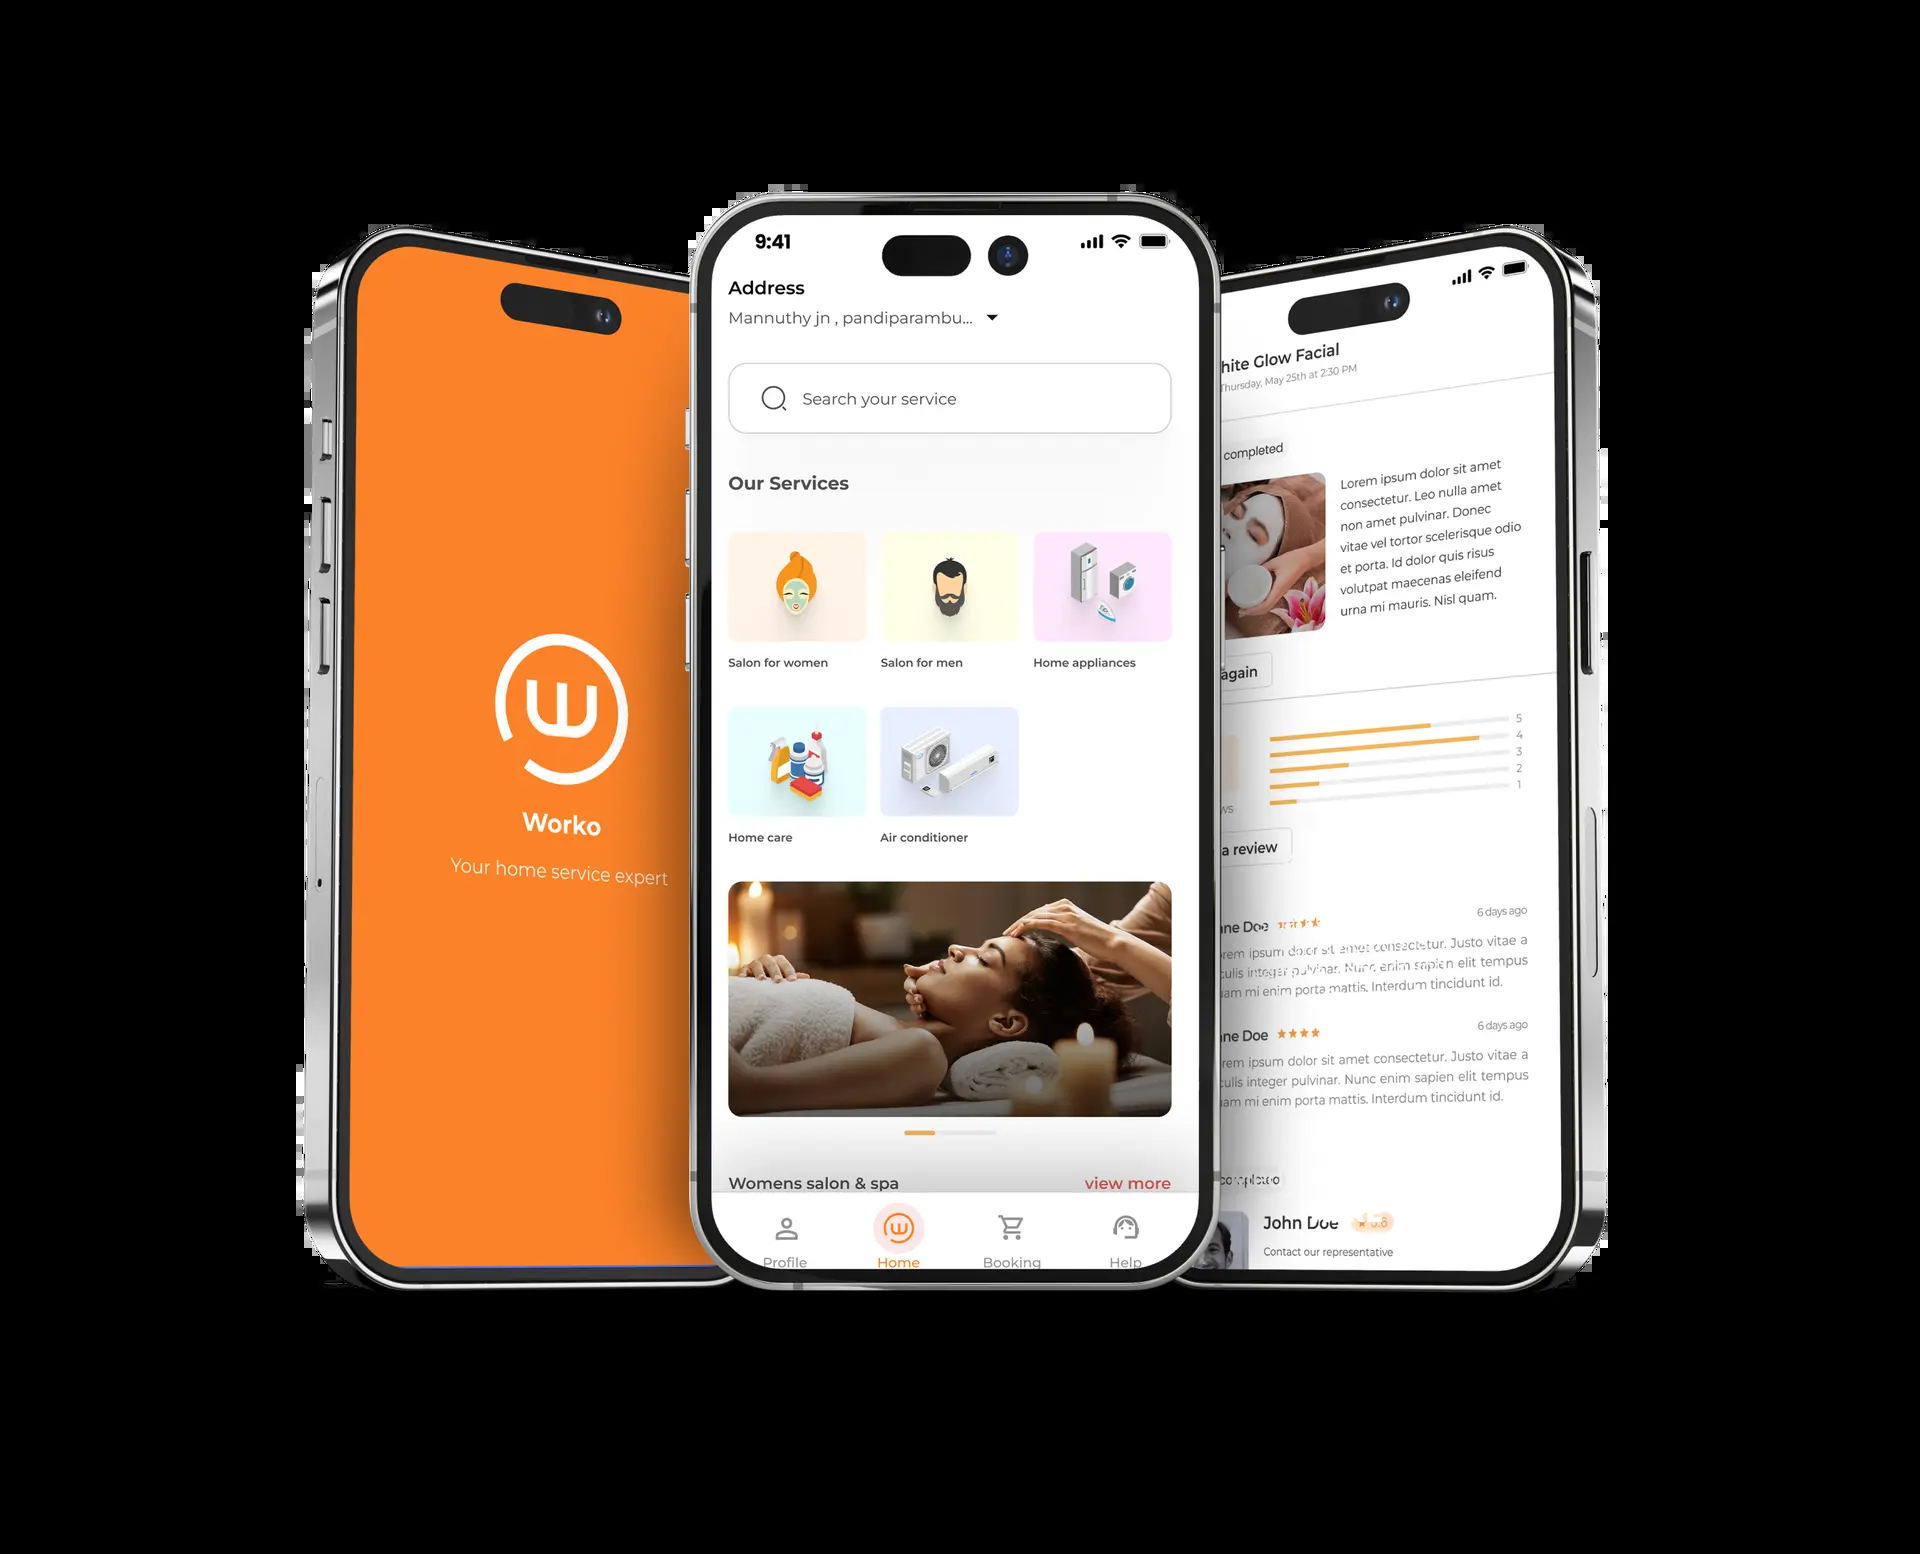 Worko
Your home service expert
9:41
Address
Mannuthy jn , pandiparambu...
Search your service
Our Services
Salon for women
Salon for men
Home appliances
Home care
Air conditioner
Womens salon & spa
view more
Profile
Home
Booking
Help
hite Glow Facial
Thursday, May 25th at 2:30 PM
completed
Lorem ipsum dolor sit amet
consectetur. Leo nulla amet
non amet pulvinar. Donec
vitae vel tortor scelerisque odio
et porta. Id dolor quis risus
volutpat maecenas eleifend
urna mi mauris. Nisl quam.
again
5
4
3
2
1
ws
a review
ne Doe
6 days ago
rem ipsum dolor sit amet consectetur. Justo vitae a
culis integer pulvinar. Nunc enim sapien elit tempus
uam mi enim porta mattis. Interdum tincidunt id.
ne Doe
6 days ago
rem ipsum dolor sit amet consectetur. Justo vitae a
culis integer pulvinar. Nunc enim sapien elit tempus
uam mi enim porta mattis. Interdum tincidunt id.
John Doe
Contact our representative